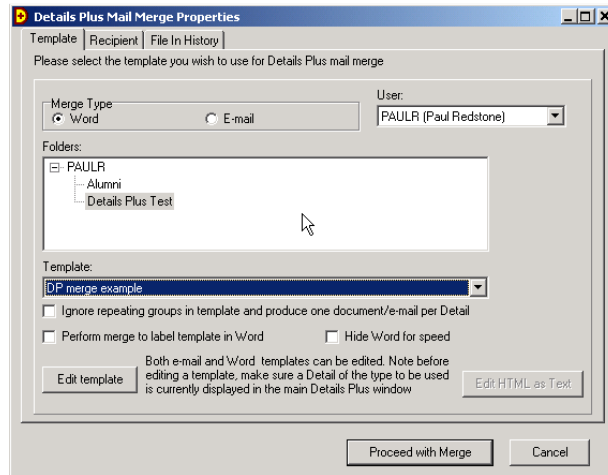 Details Plus Mail Merge Properties
Template Recipient File In History
Please select the template you wish to use for Details Plus mail merge
Merge Type
Word E-mail
User:
PAULR (Paul Redstone)
Folders:
PAULR
Alumni
Details Plus Test
Template:
DP merge example
Ignore repeating groups in template and produce one document/e-mail per Detail
Perform merge to label template in Word Hide Word for speed
Edit template
Both e-mail and Word templates can be edited. Note before
editing a template, make sure a Detail of the type to be used
is currently displayed in the main Details Plus window
Edit HTML as Text
Proceed with Merge Cancel